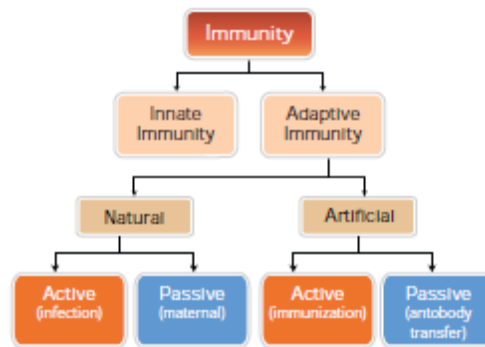 Immunity
Innate
Immunity
Adaptive
Immunity
Natural
Artificial
Active
(infection)
Passive
(maternal)
Active
(immunization)
Passive
(antobody
transfer)